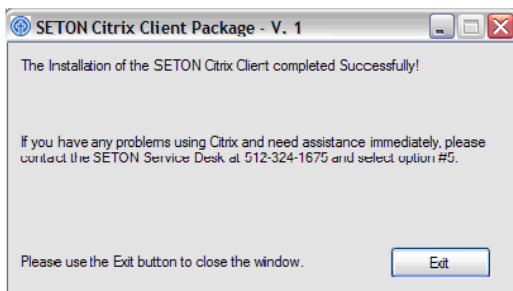 SETON Citrix Client Package - V. 1
The Installation of the SETON Citrix Client completed Successfully!
If you have any problems using Citrix and need assistance immediately, please
contact the SETON Service Desk at 512-324-1675 and select option #5.
Please use the Exit button to close the window.
Exit